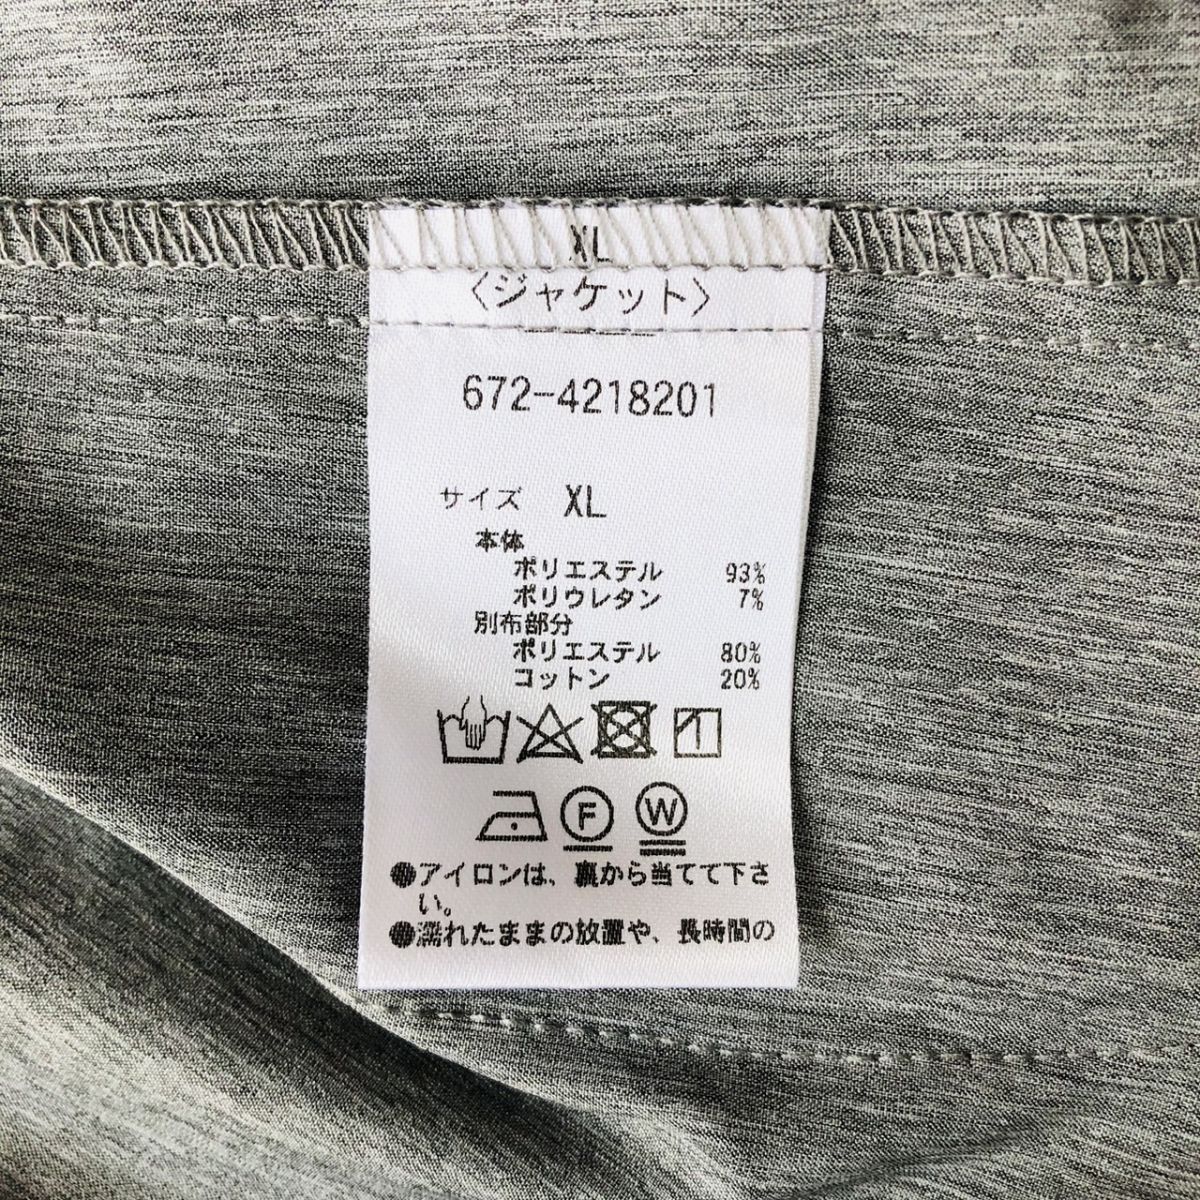 XL
〈ジャケット〉
672-4218201
サイズ XL
本体
ポリエステル 93%
ポリウレタン 7%
別布部分
ポリエステル 80%
コットン 20%
F W
●アイロンは、裏から当てて下さ
い。
●濡れたままの放置や、長時間の